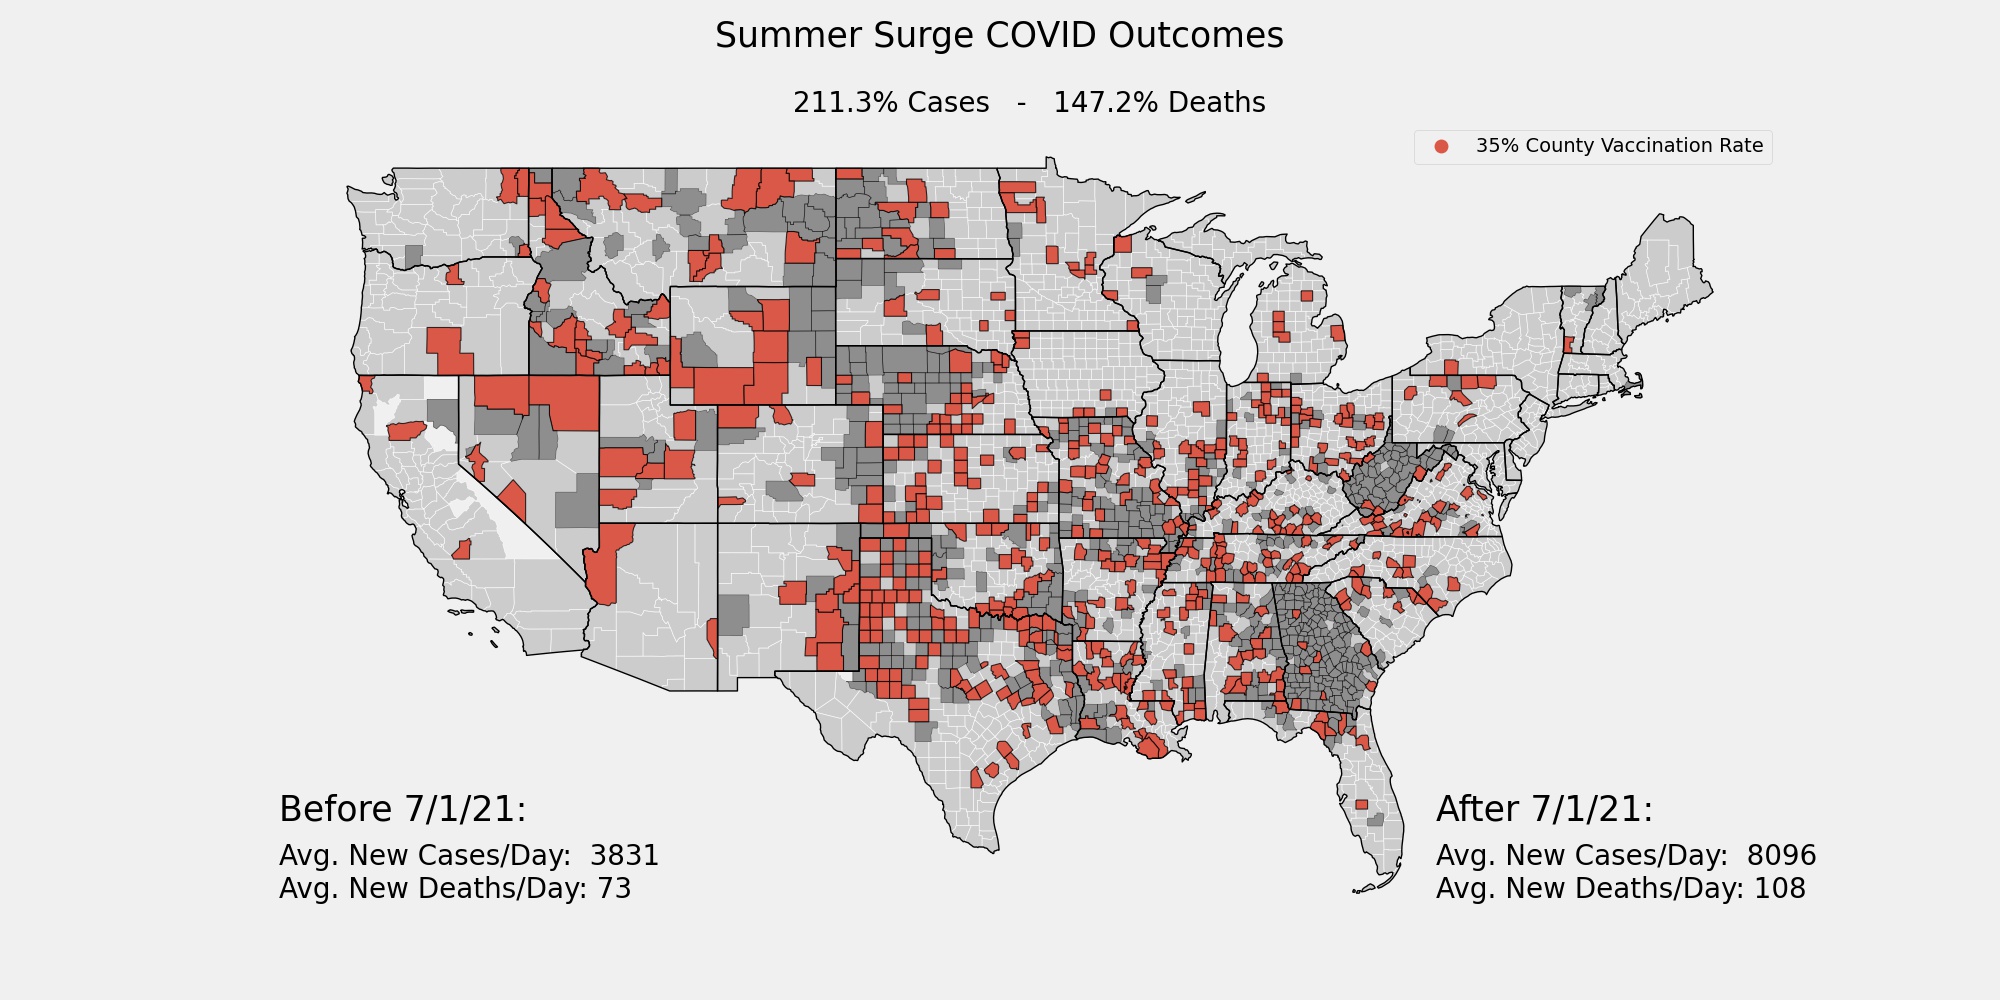 Summer Surge COVID Outcomes
211.3% Cases - 147.2% Deaths
35% County Vaccination Rate
Before 7/1/21:
Avg. New Cases/Day: 3831
Avg. New Deaths/Day: 73
After 7/1/21:
Avg. New Cases/Day: 8096
Avg. New Deaths/Day: 108